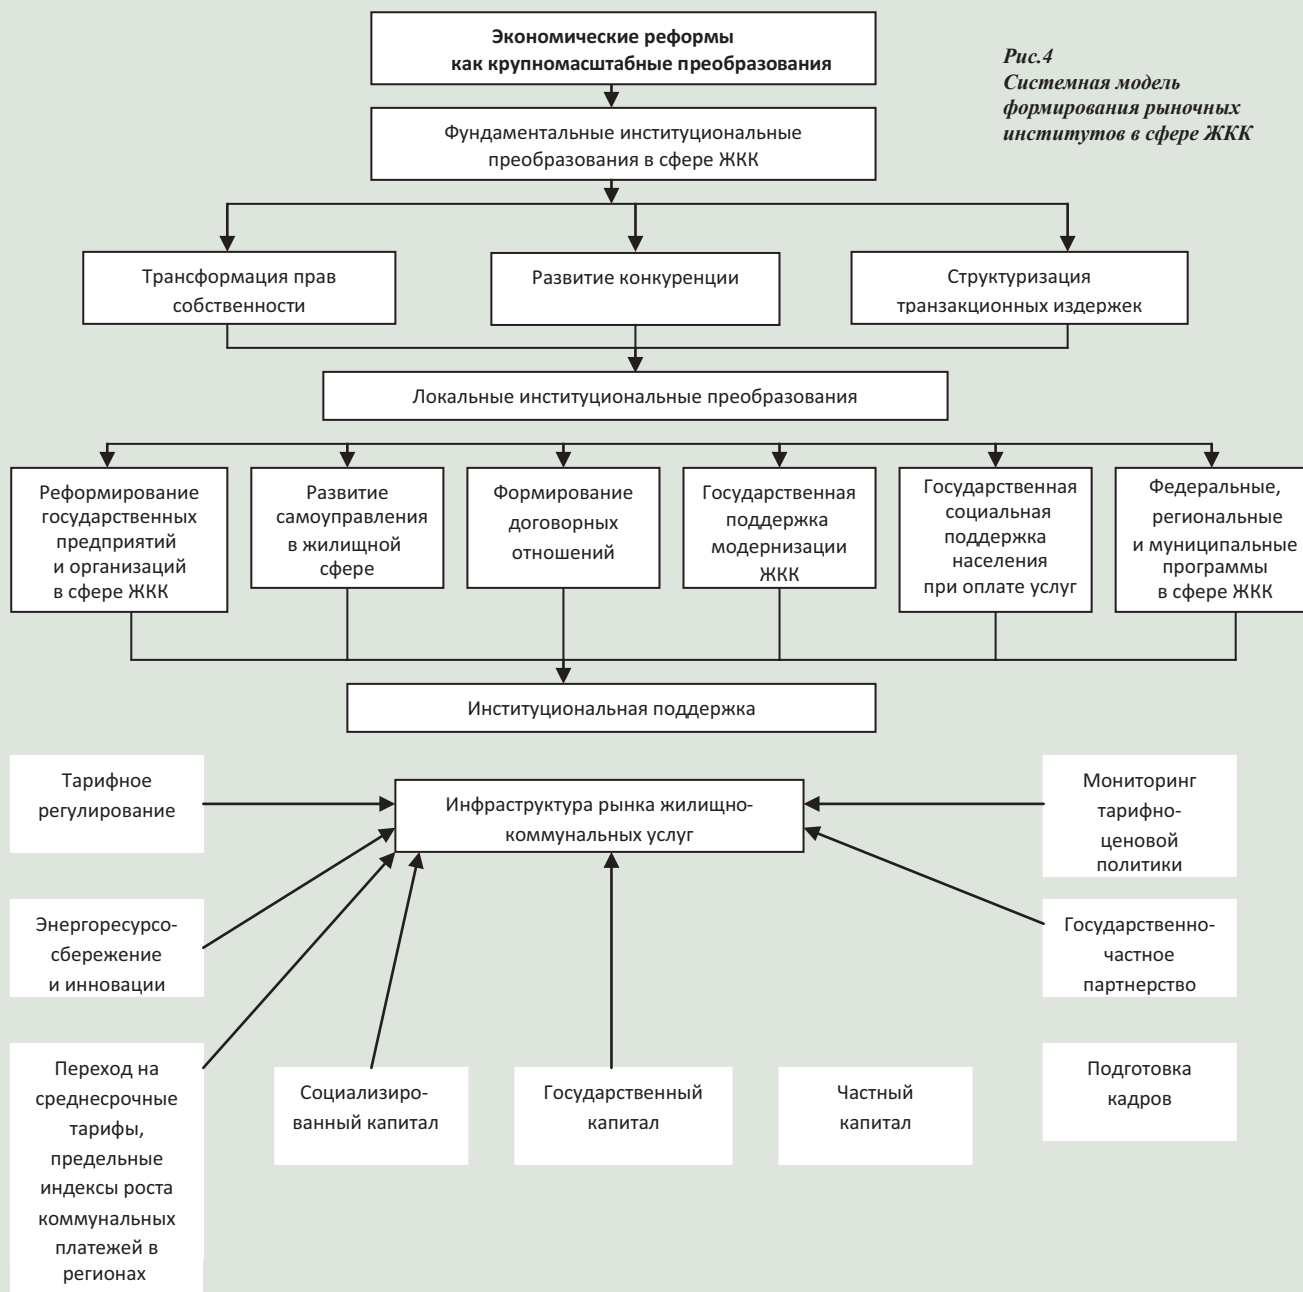 Экономические реформы
как крупномасштабные преобразования
Рис.4
Системная модель
формирования рыночных
институтов в сфере ЖКК
Фундаментальные институциональные
преобразования в сфере ЖКК
Трансформация прав
собственности
Развитие конкуренции
Структуризация
транзакционных издержек
Локальные институциональные преобразования
Реформирование
государственных
предприятий
и организаций
в сфере ЖКК
Развитие
самоуправления
в жилищной
сфере
Формирование
договорных
отношений
Государственная
поддержка
модернизации
ЖКК
Государственная
социальная
поддержка
населения
при оплате услуг
Федеральные,
региональные
и муниципальные
программы
в сфере ЖКК
Институциональная поддержка
Тарифное
регулирование
Инфраструктура рынка жилищно-
коммунальных услуг
Мониторинг
тарифно-
ценовой
политики
Энергоресурсо-
сбережение
и инновации
Государственно-
частное
партнерство
Переход на
среднесрочные
тарифы,
предельные
индексы роста
коммунальных
платежей в
регионах
Социализиро-
ванный капитал
Государственный
капитал
Частный
капитал
Подготовка
кадров